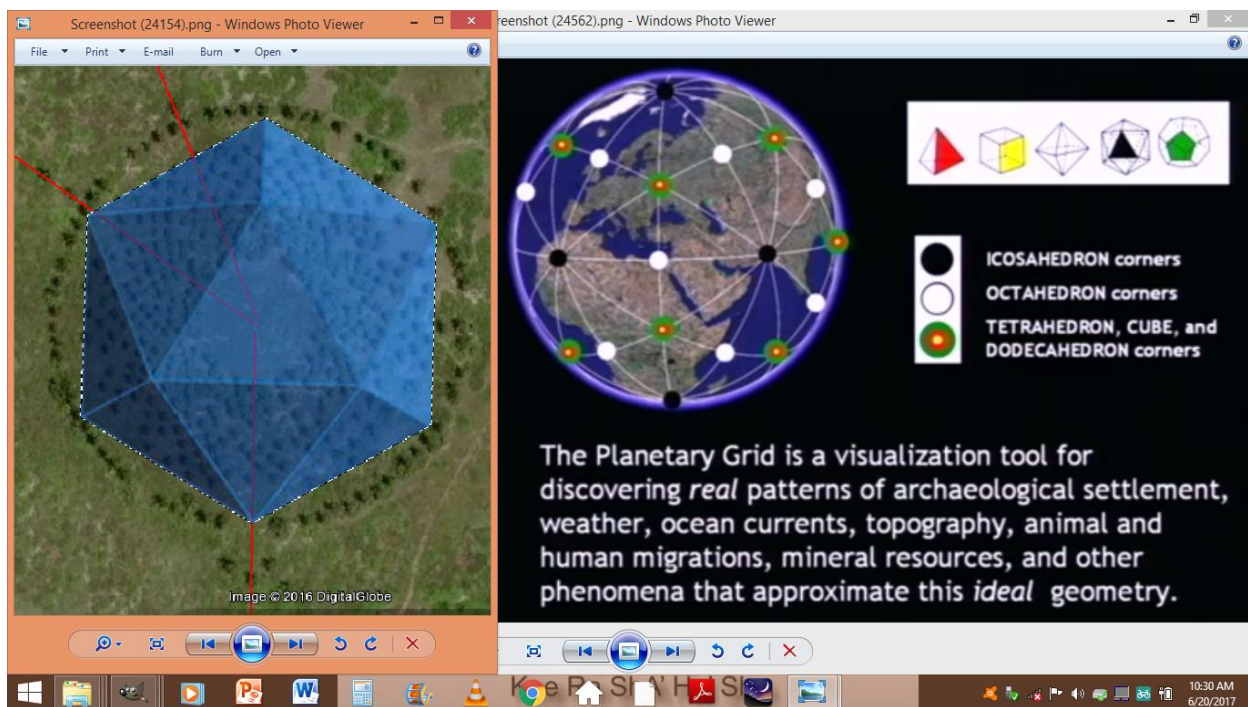 Screenshot (24154).png - Windows Photo Viewer
File Print E-mail Burn Open
Image © 2016 DigitalGlobe
reenshot (24562).png - Windows Photo Viewer
ICOSAHEDRON corners
OCTAHEDRON corners
TETRAHEDRON, CUBE, and
DODECAHEDRON corners
The Planetary Grid is a visualization tool for
discovering real patterns of archaeological settlement,
weather, ocean currents, topography, animal and
human migrations, mineral resources, and other
phenomena that approximate this ideal geometry.
10:30 AM
6/20/2017